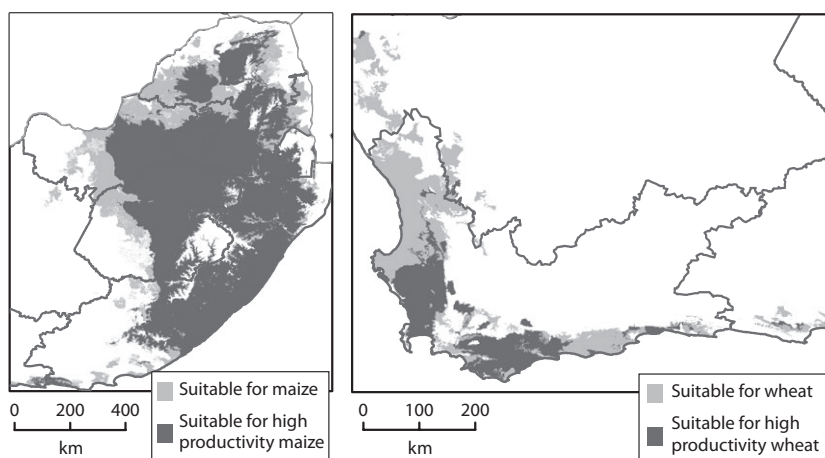 Suitable for maize
Suitable for high
productivity maize
0 200 400
km
Suitable for wheat
Suitable for high
productivity wheat
0 100 200
km